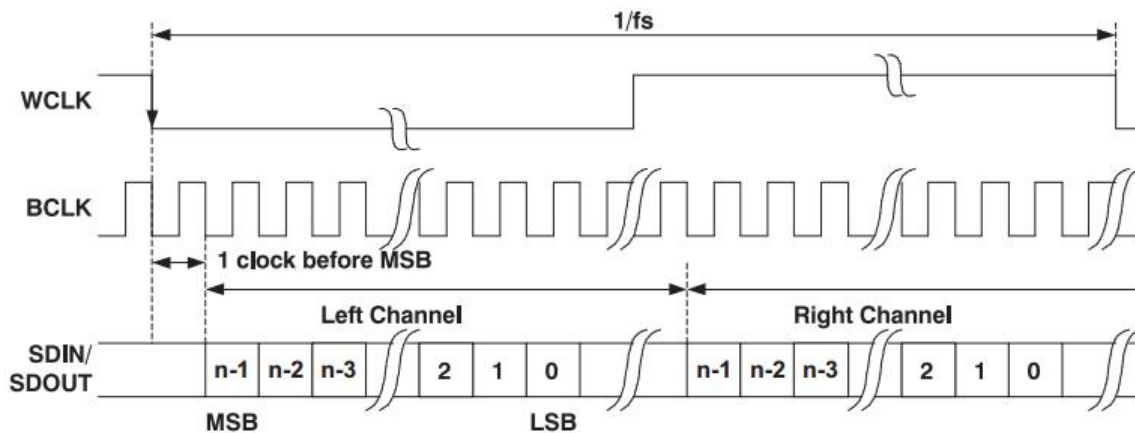 1/fs
WCLK
BCLK
1 clock before MSB
Left Channel
Right Channel
SDIN/
SDOUT
n-1 n-2 n-3 2 1 0 n-1 n-2 n-3 2 1 0
MSB LSB